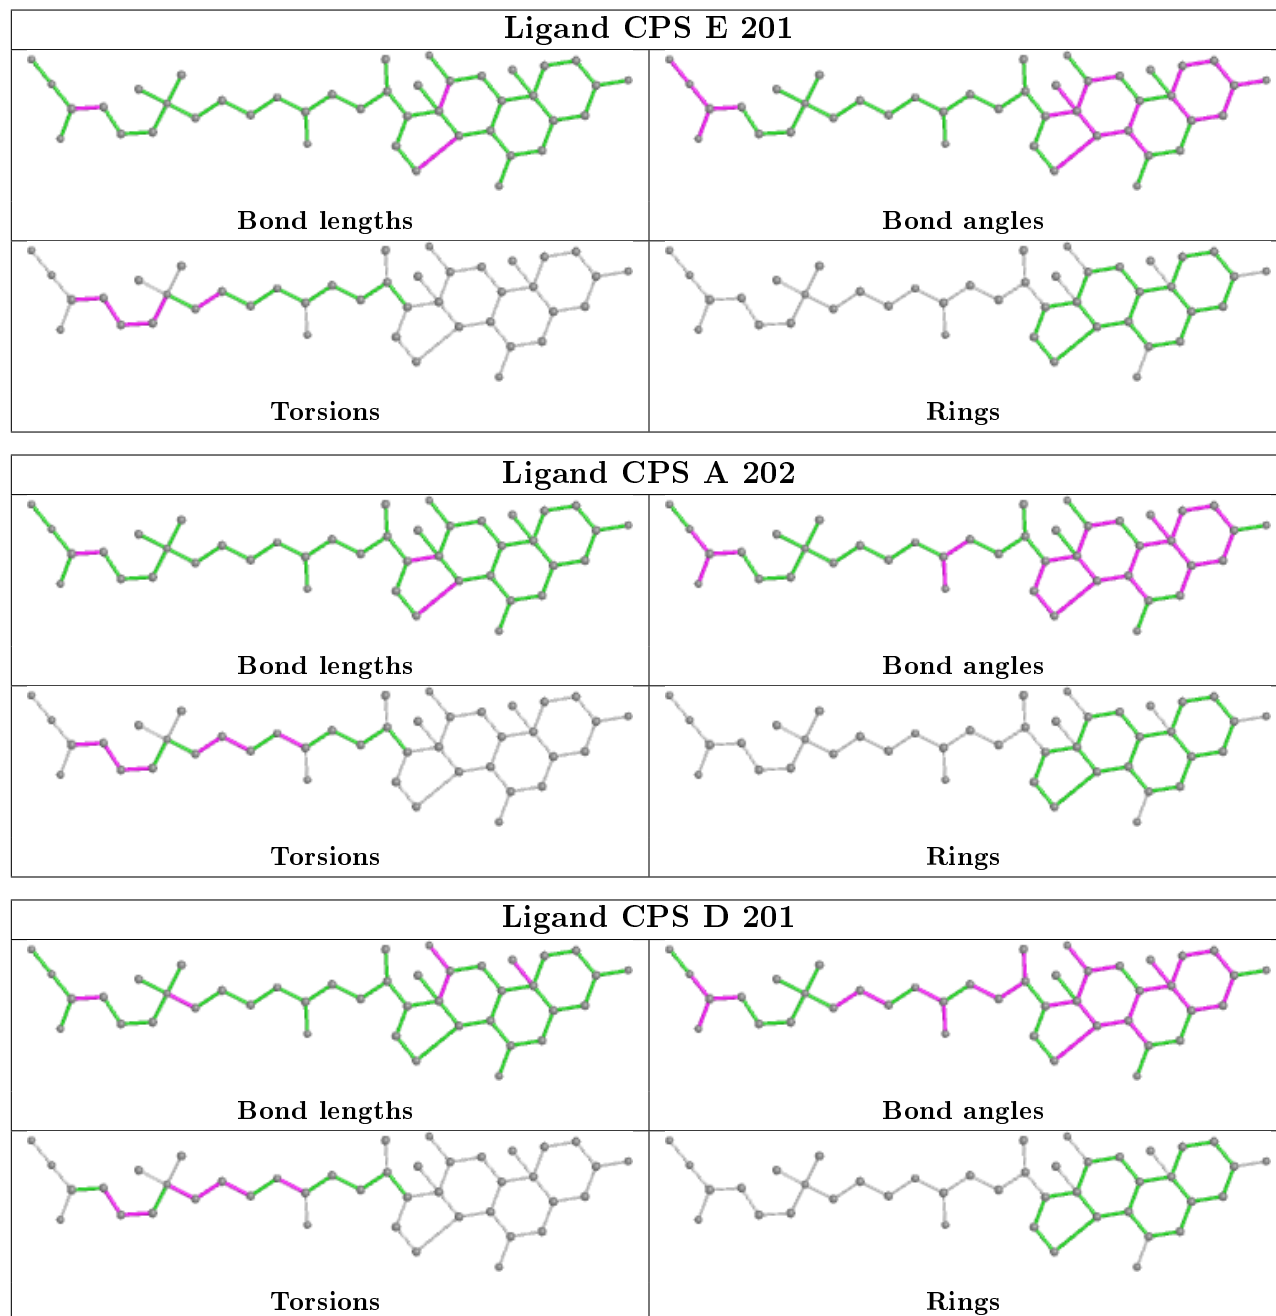 Ligand CPS E 201
Bond lengths
Bond angles
Torsions
Rings
Ligand CPS A 202
Bond lengths
Bond angles
Torsions
Rings
Ligand CPS D 201
Bond lengths
Bond angles
Torsions
Rings